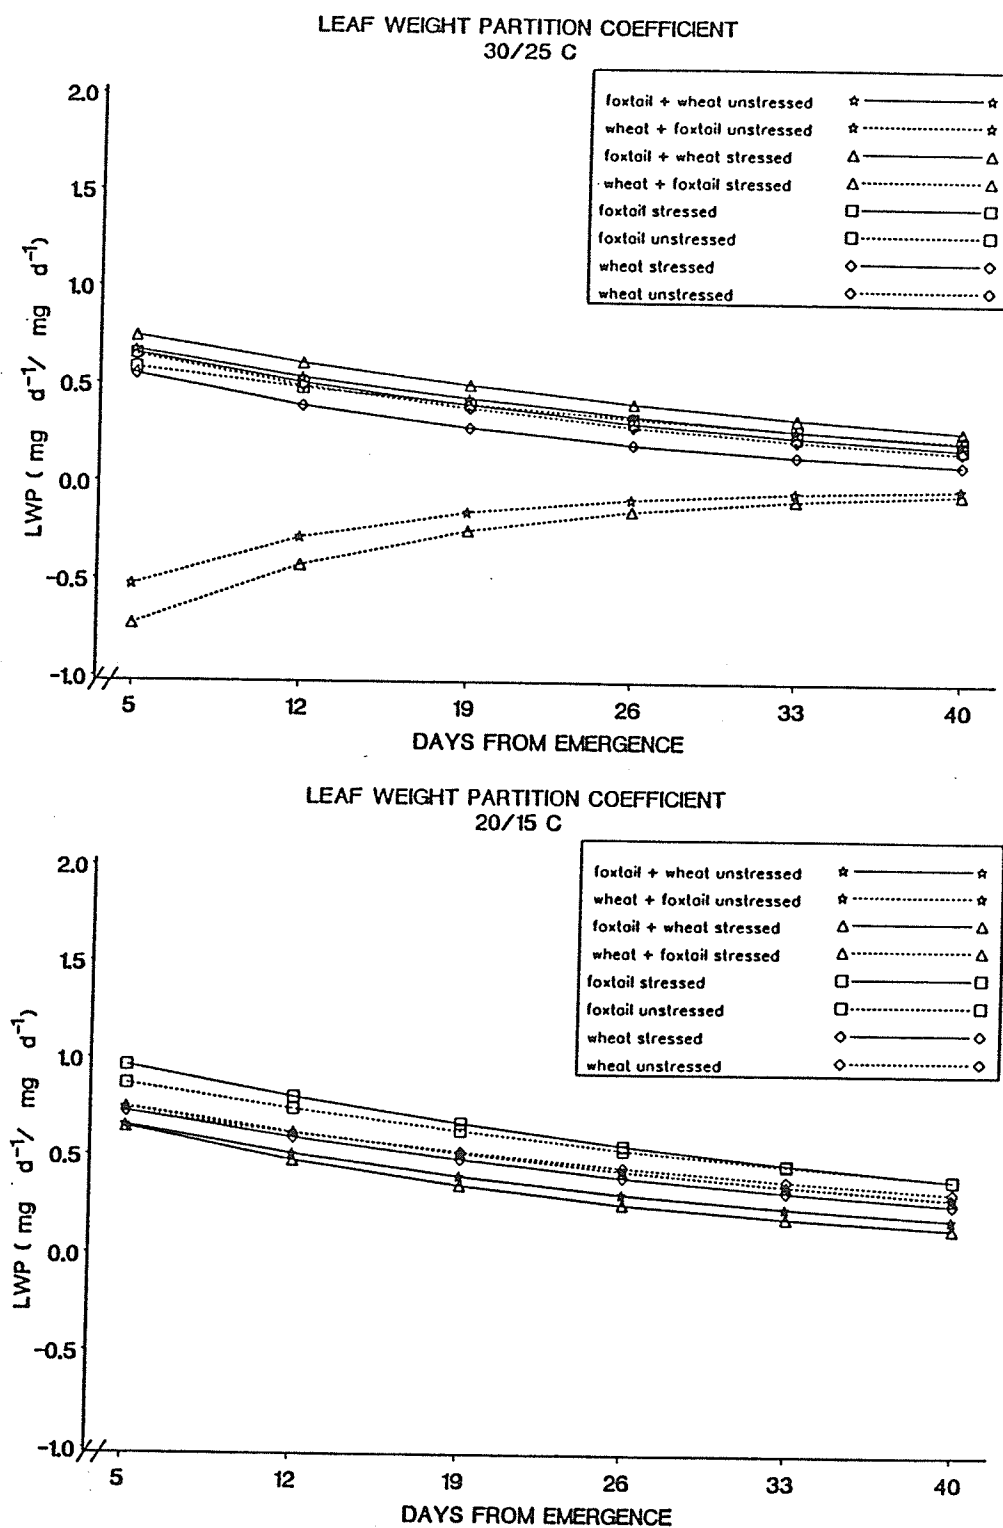 LEAF WEIGHT PARTITION COEFFICIENT
30/25 C
foxtail + wheat unstressed
wheat + foxtail unstressed
foxtail + wheat stressed
wheat + foxtail stressed
foxtail stressed
foxtail unstressed
wheat stressed
wheat unstressed
LWP ( mg d⁻¹/ mg d⁻¹)
2.0
1.5
1.0
0.5
0.0
-0.5
-1.0
5 12 19 26 33 40
DAYS FROM EMERGENCE
LEAF WEIGHT PARTITION COEFFICIENT
20/15 C
foxtail + wheat unstressed
wheat + foxtail unstressed
foxtail + wheat stressed
wheat + foxtail stressed
foxtail stressed
foxtail unstressed
wheat stressed
wheat unstressed
LWP ( mg d⁻¹/ mg d⁻¹)
2.0
1.5
1.0
0.5
0.0
-0.5
-1.0
5 12 19 26 33 40
DAYS FROM EMERGENCE